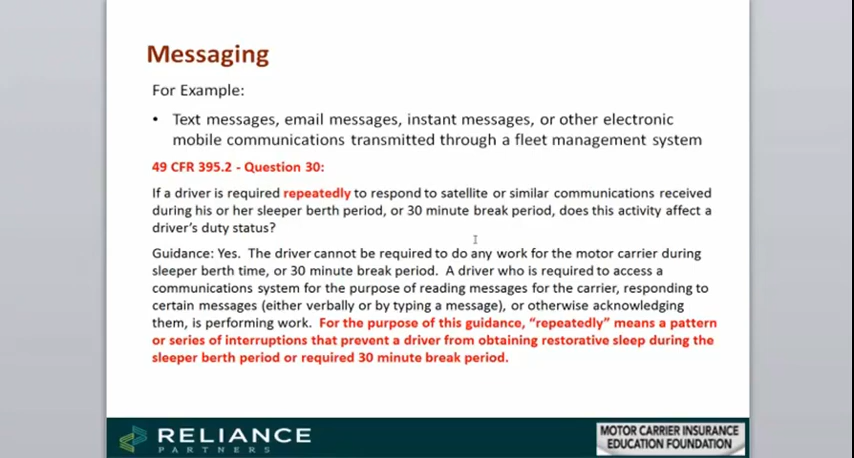 Messaging
For Example:
• Text messages, email messages, instant messages, or other electronic
mobile communications transmitted through a fleet management system
49 CFR 395.2 - Question 30:
If a driver is required repeatedly to respond to satellite or similar communications received
during his or her sleeper berth period, or 30 minute break period, does this activity affect a
driver's duty status?
Guidance: Yes. The driver cannot be required to do any work for the motor carrier during
sleeper berth time, or 30 minute break period. A driver who is required to access a
communications system for the purpose of reading messages for the carrier, responding to
certain messages (either verbally or by typing a message), or otherwise acknowledging
them, is performing work. For the purpose of this guidance, "repeatedly" means a pattern
or series of interruptions that prevent a driver from obtaining restorative sleep during the
sleeper berth period or required 30 minute break period.
RELIANCE
PARTNERS
MOTOR CARRIER INSURANCE
EDUCATION FOUNDATION